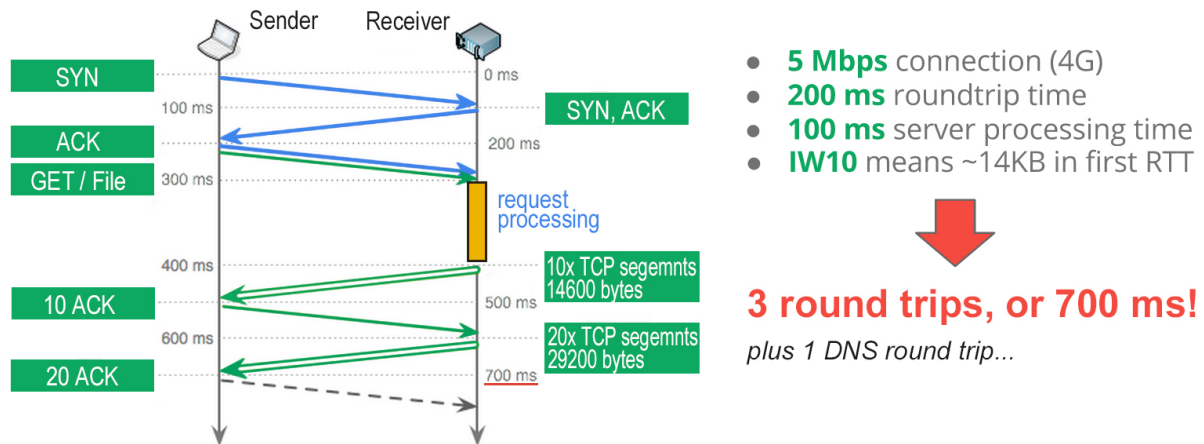 Sender
Receiver
SYN
0 ms
100 ms
SYN, ACK
ACK
200 ms
GET / File
300 ms
request
processing
400 ms
10x TCP segemnts
14600 bytes
10 ACK
500 ms
600 ms
20x TCP segemnts
29200 bytes
20 ACK
700 ms
5 Mbps connection (4G)
200 ms roundtrip time
100 ms server processing time
IW10 means ~14KB in first RTT
3 round trips, or 700 ms!
plus 1 DNS round trip...